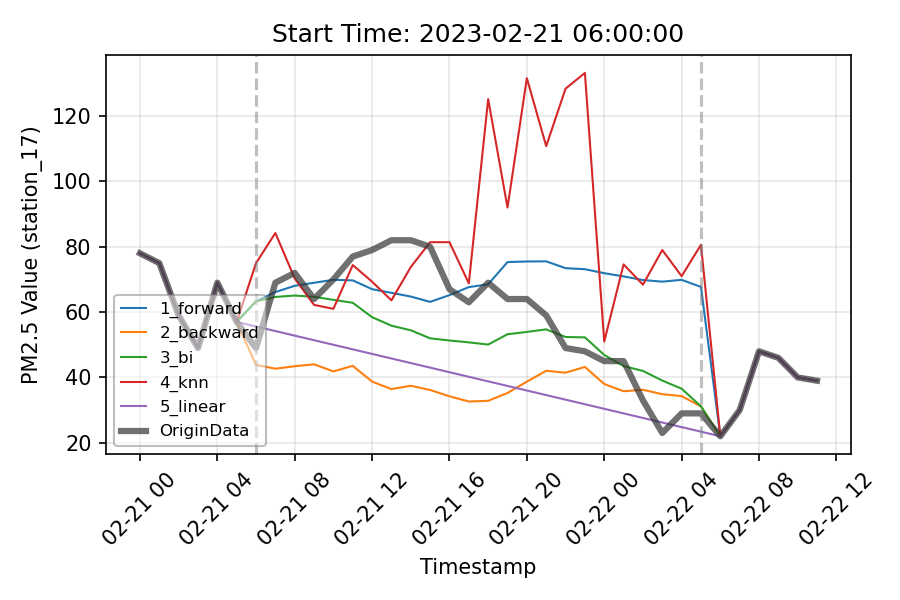 Start Time: 2023-02-21 06:00:00
PM2.5 Value (station_17)
120
100
80
60
40
20
1_forward
2_backward
3_bi
4_knn
5_linear
OriginData
02-21 00
02-21 04
02-21 08
02-21 12
02-21 16
02-21 20
02-22 00
02-22 04
02-22 08
02-22 12
Timestamp